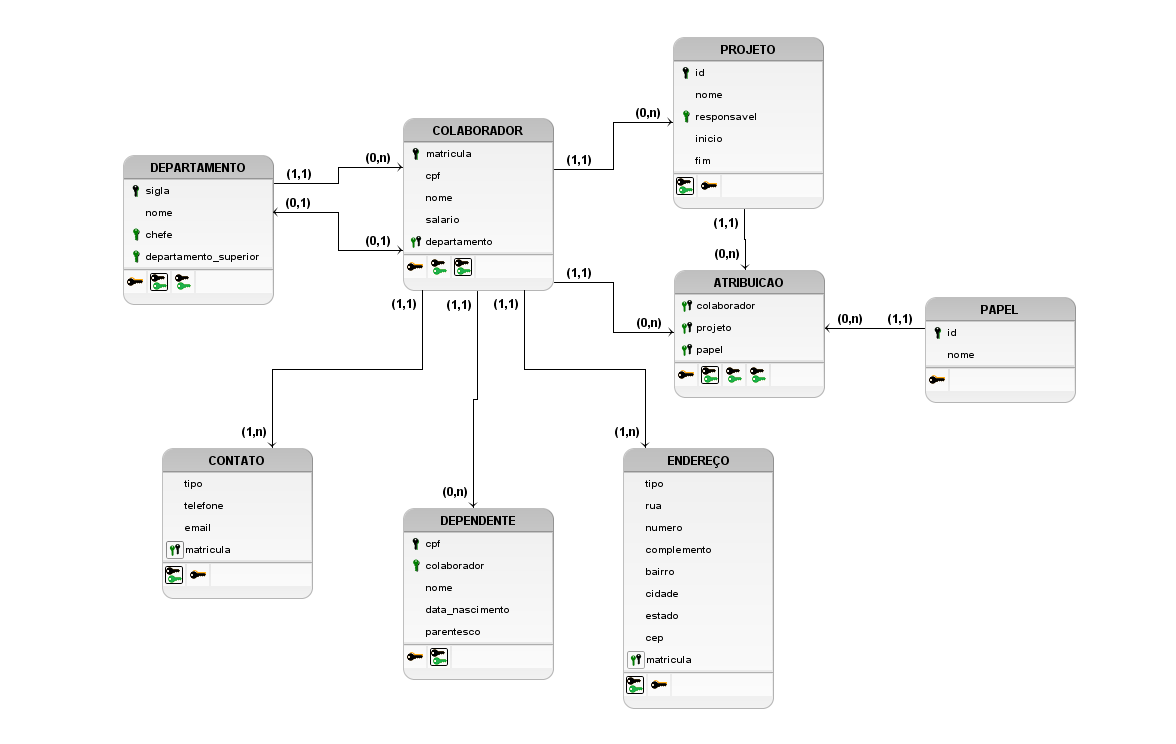 PROJETO
id
nome
responsavel
inicio
fim
(0,n)
(1,1)
COLABORADOR
matricula
cpf
nome
salario
departamento
DEPARTAMENTO
sigla
nome
chefe
departamento_superior
(1,1)
(0,n)
(0,1)
(0,1)
(1,1)
(0,n)
(1,1)
(0,n)
ATRIBUICAO
colaborador
projeto
papel
(0,n)
(1,1)
PAPEL
id
nome
(1,1)
(1,1)
(1,1)
(1,n)
(0,n)
(1,n)
CONTATO
tipo
telefone
email
matricula
DEPENDENTE
cpf
colaborador
nome
data_nascimento
parentesco
ENDEREÇO
tipo
rua
numero
complemento
bairro
cidade
estado
cep
matricula